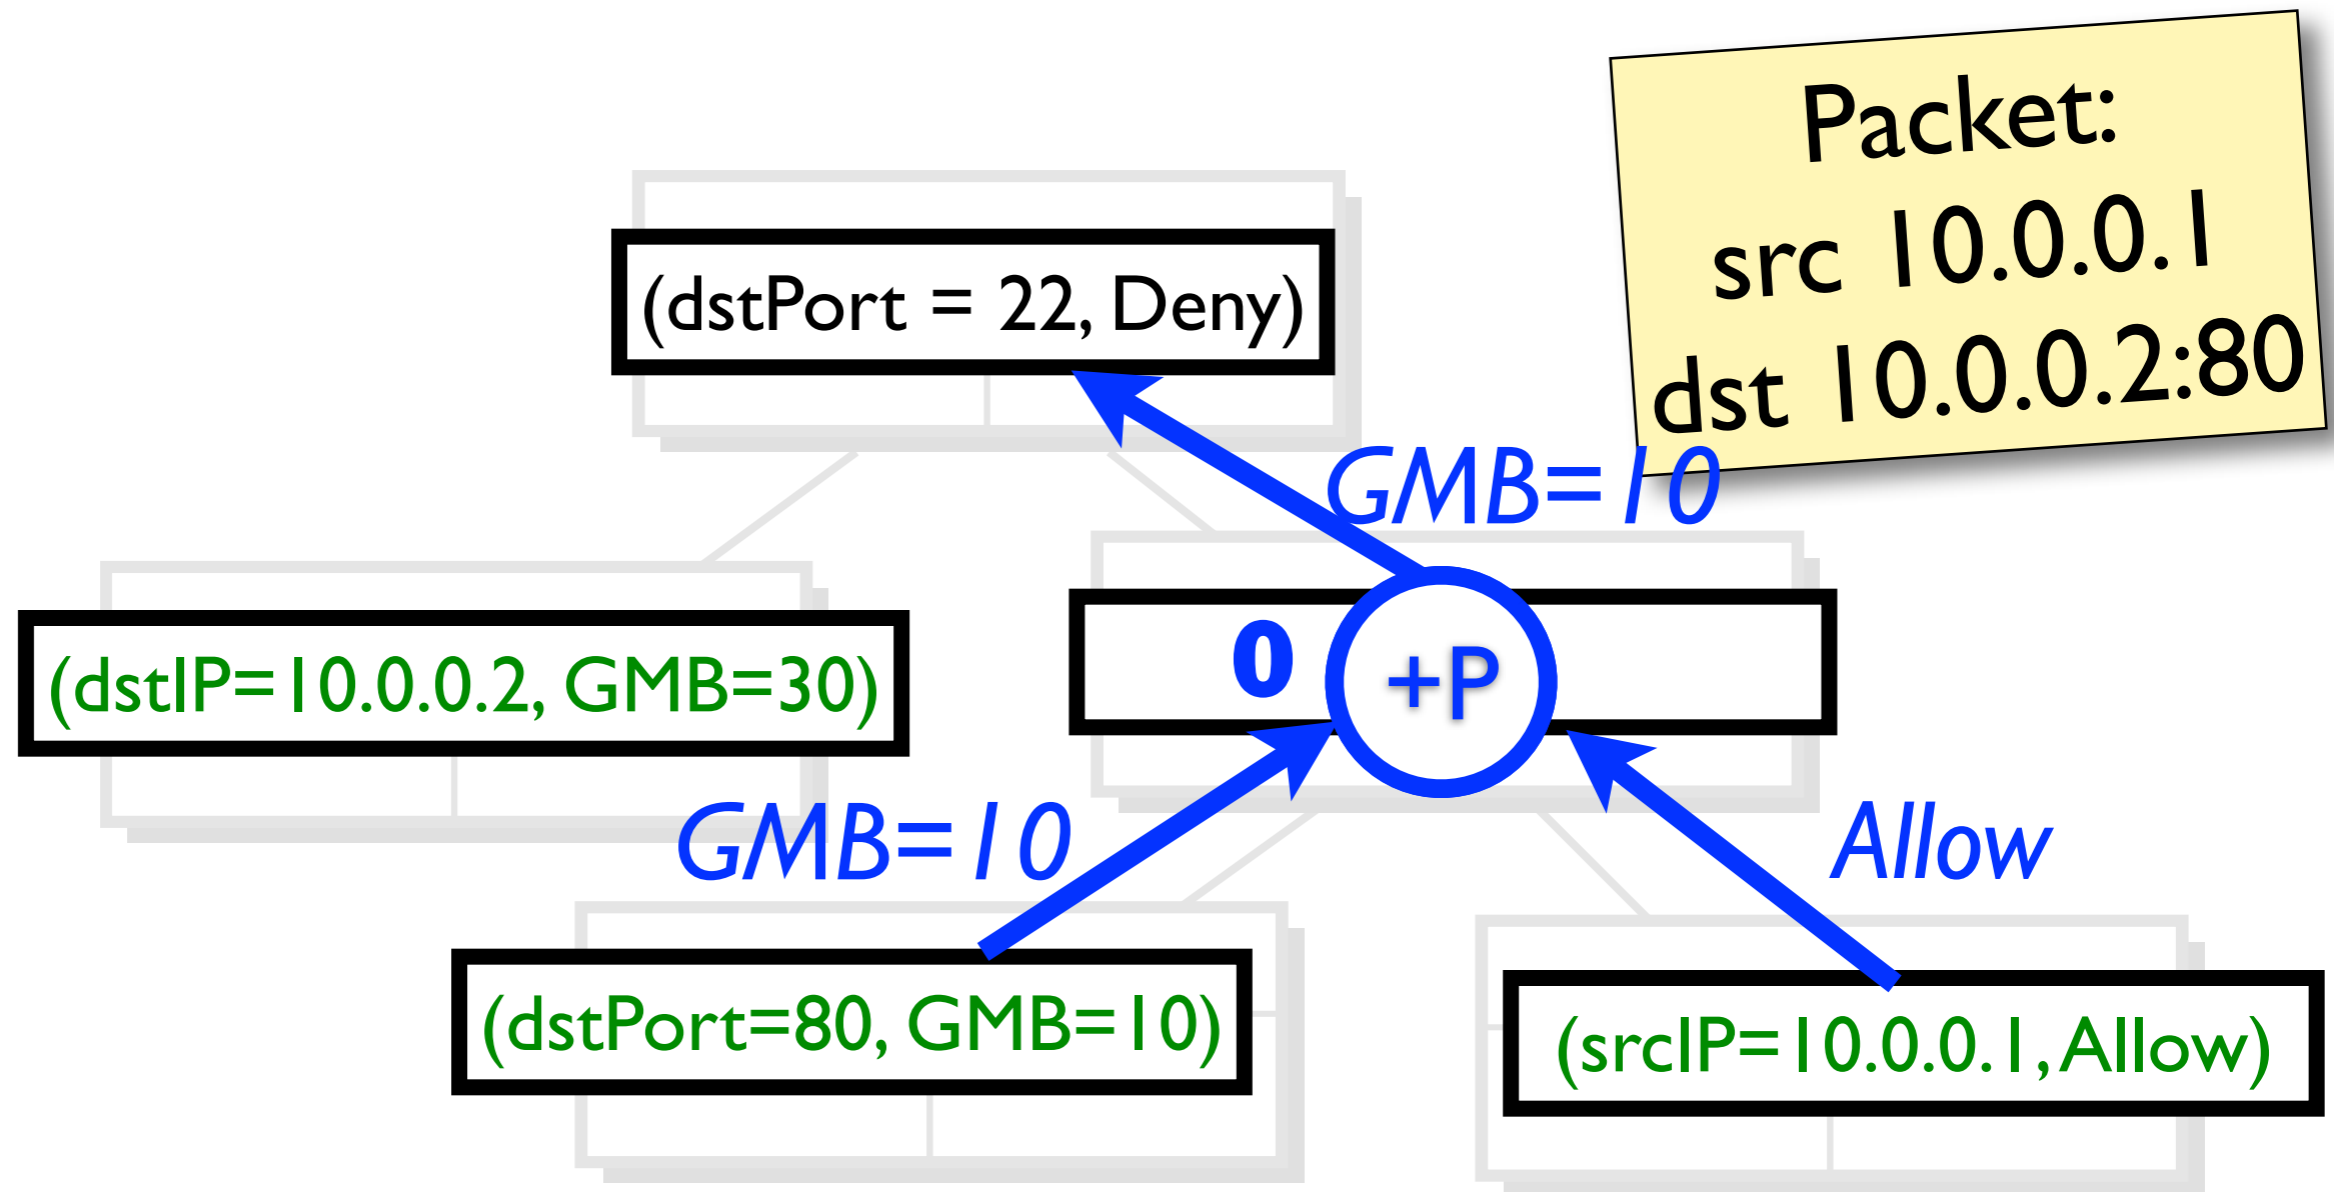 Packet:
src 10.0.0.1
dst 10.0.0.2:80
(dstPort = 22, Deny)
GMB=10
(dstIP=10.0.0.2, GMB=30)
0
+P
GMB=10
Allow
(dstPort=80, GMB=10)
(srcIP=10.0.0.1, Allow)